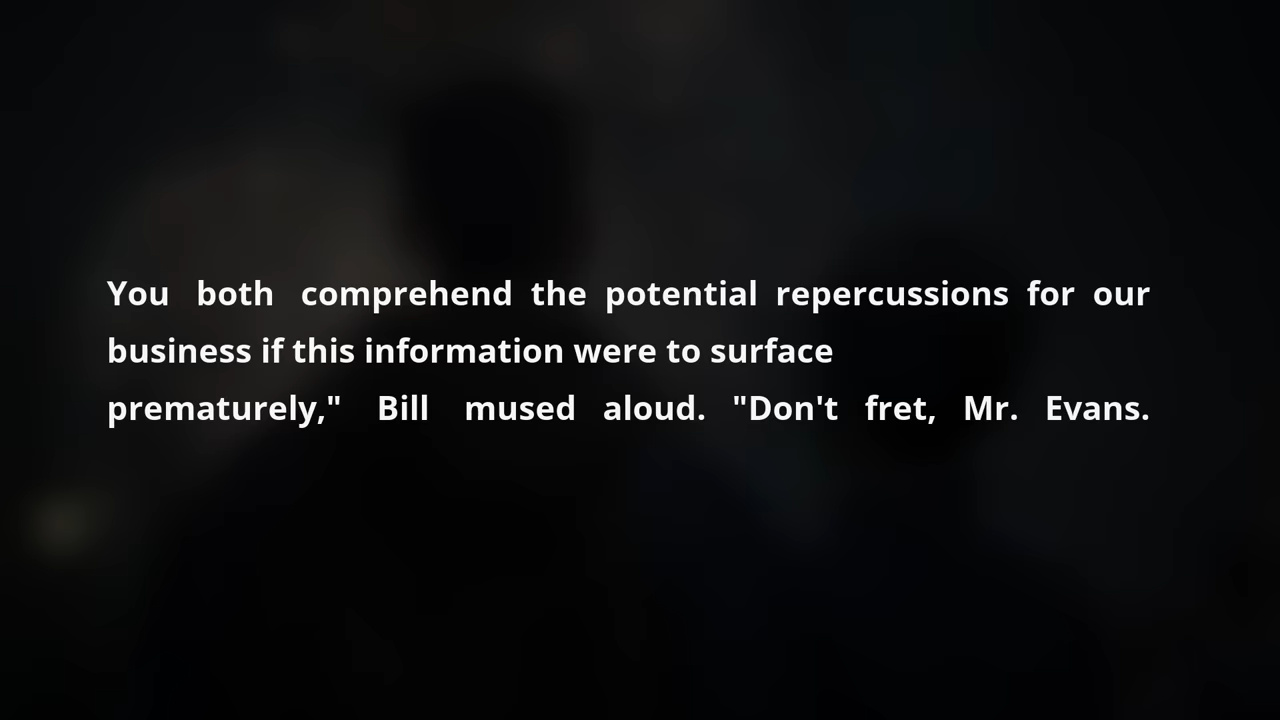 You both comprehend the potential repercussions for our
business if this information were to surface
prematurely," Bill mused aloud. "Don't fret, Mr. Evans.